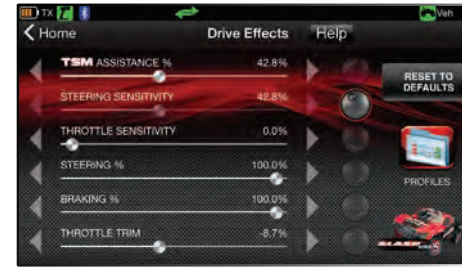 TX Veh
Home Drive Effects Help
TSM ASSISTANCE % 42.8%
RESET TO
DEFAULTS
STEERING SENSITIVITY 42.8%
THROTTLE SENSITIVITY 0.0%
STEERING % 100.0%
PROFILES
BRAKING % 100.0%
THROTTLE TRIM -8.7%
SLASH